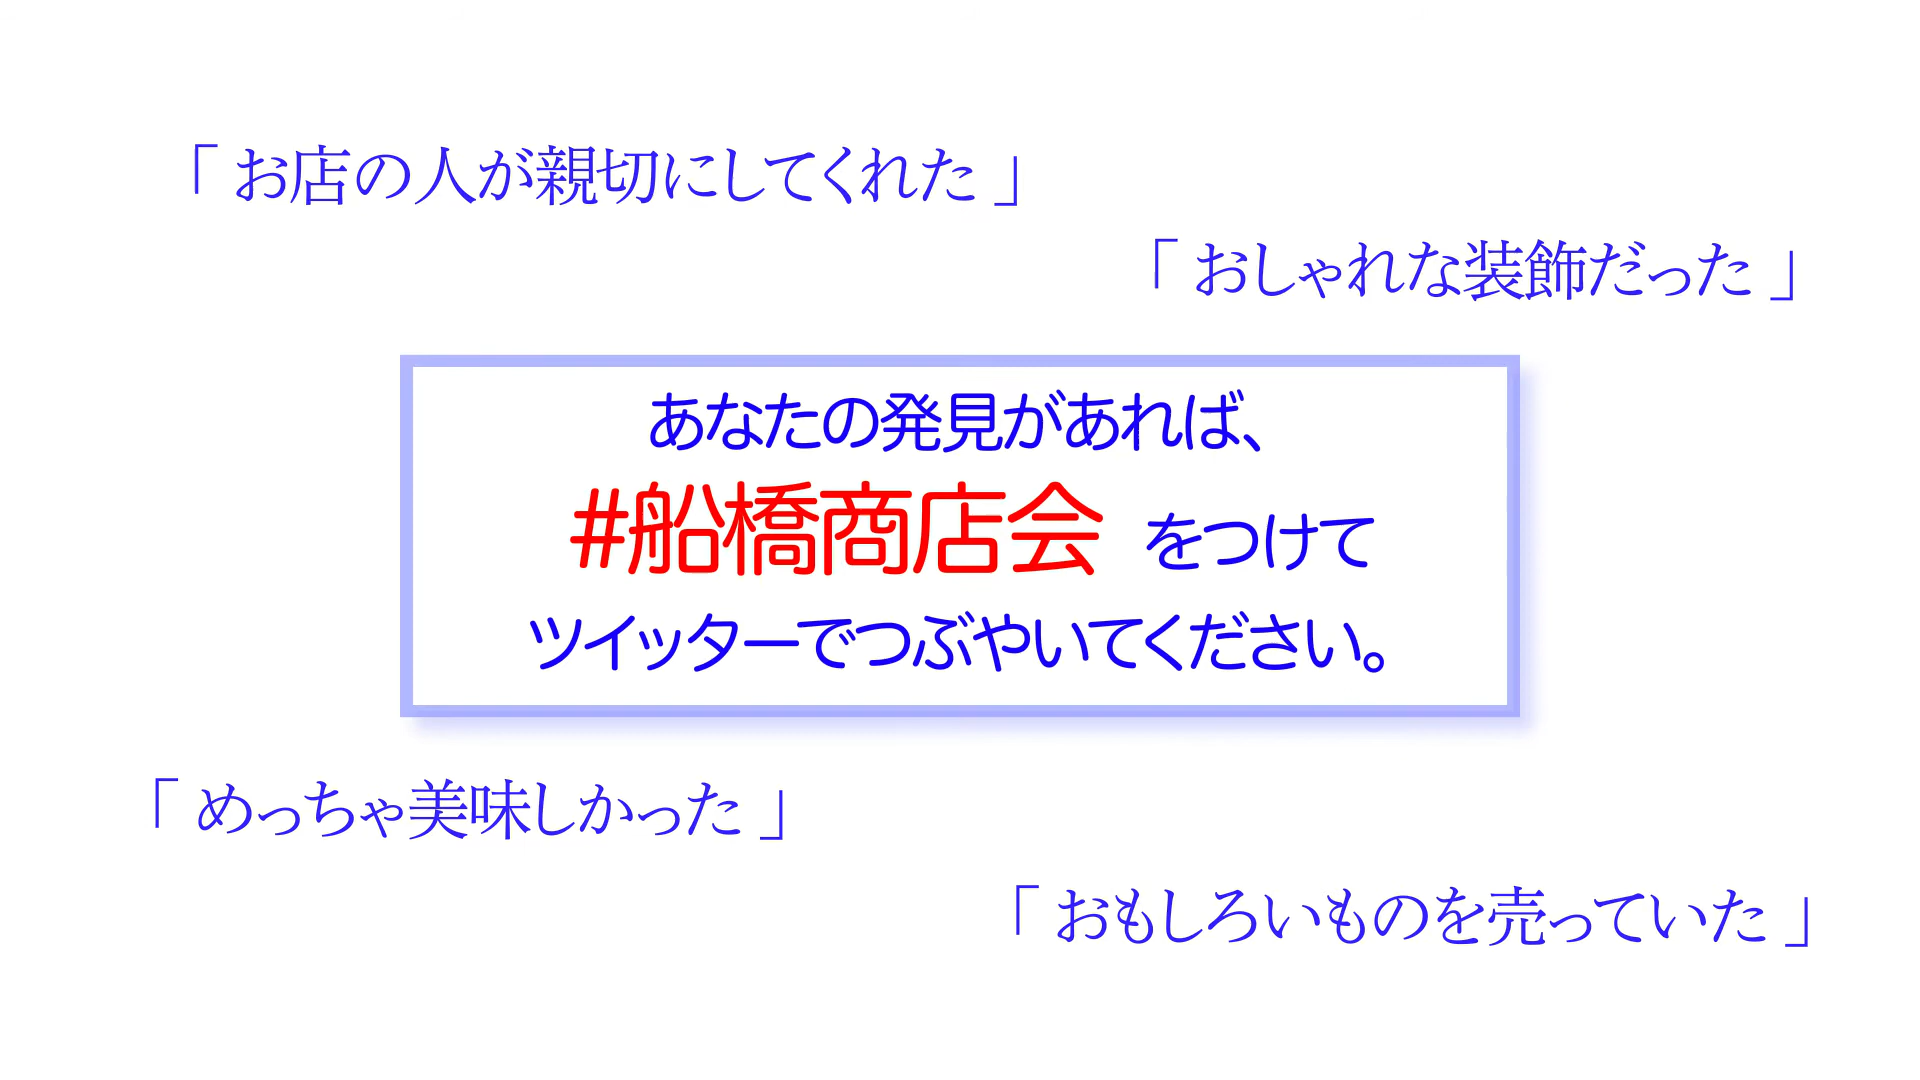 「お店の人が親切にしてくれた」
「おしゃれな装飾だった」
あなたの発見があれば、
#船橋商店会 をつけて
ツイッターでつぶやいてください。
「めっちゃ美味しかった」
「おもしろいものを売っていた」